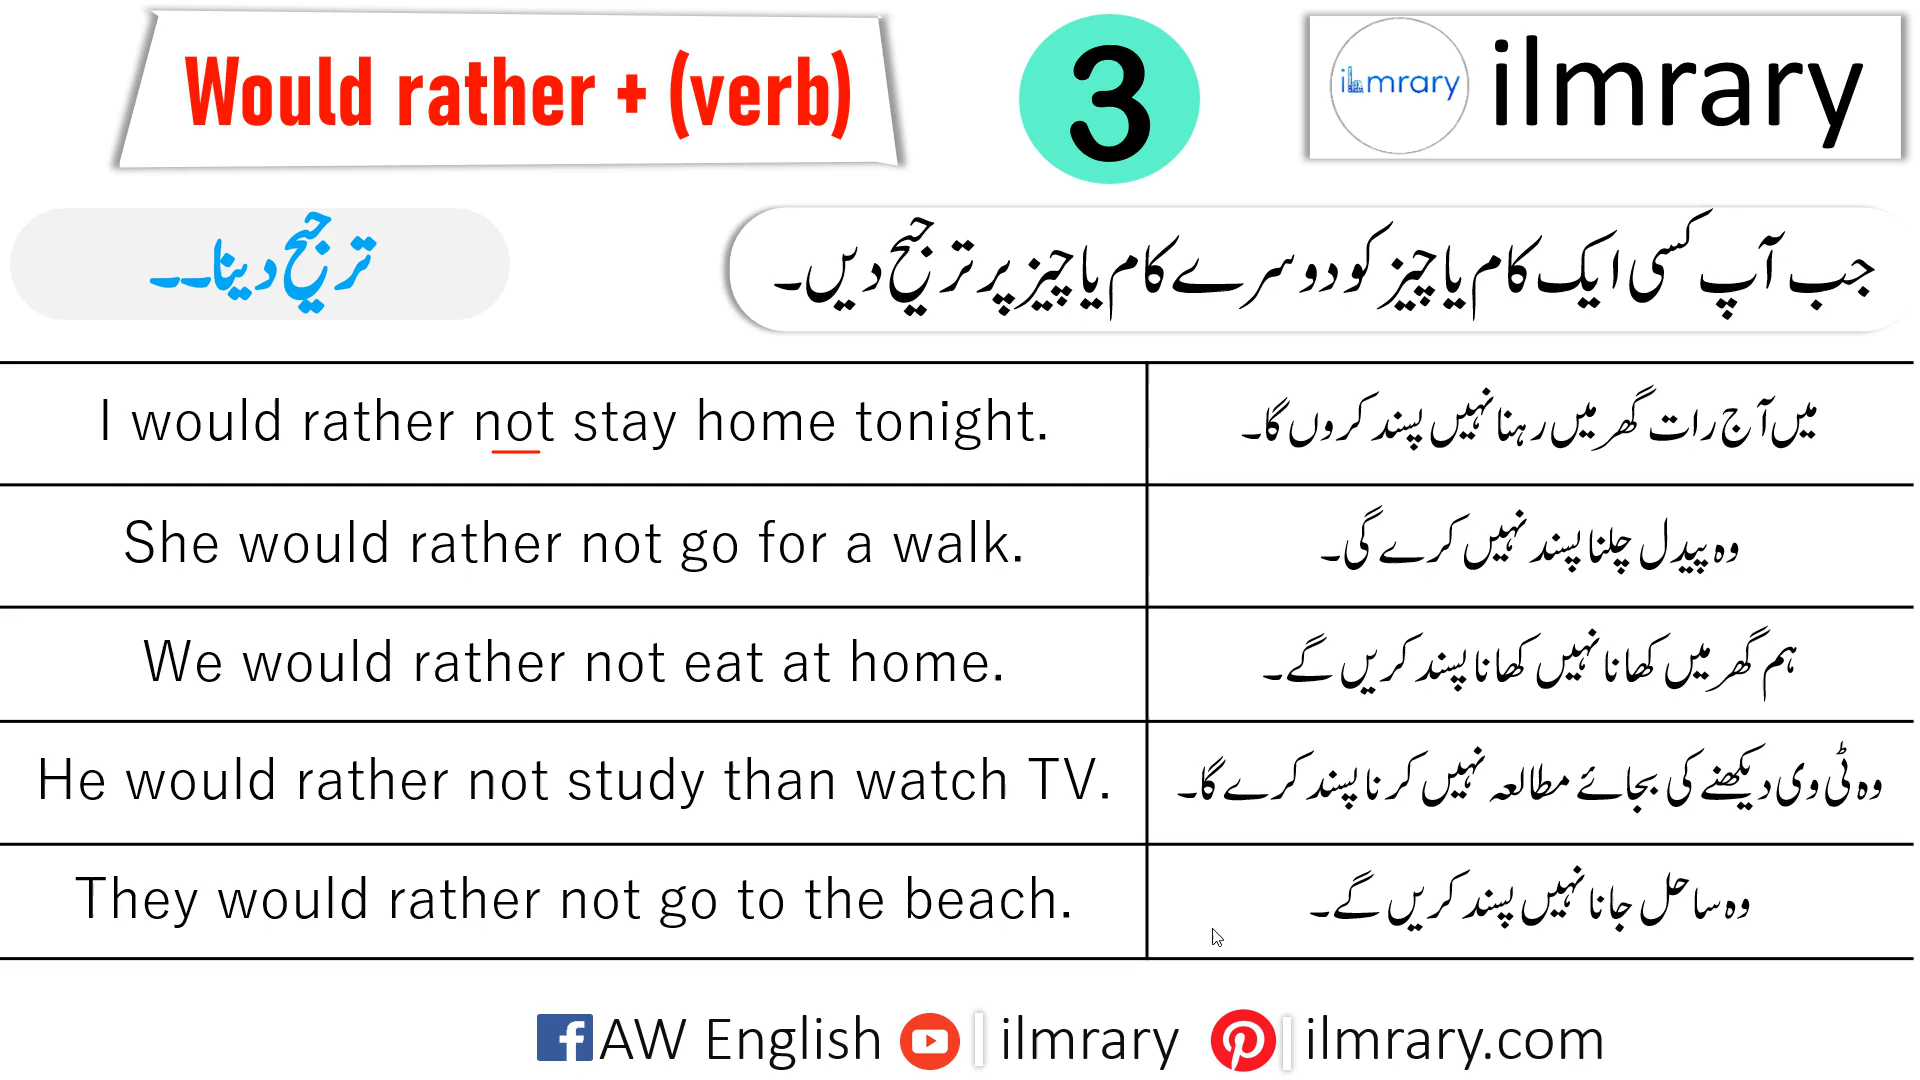 Would rather + (verb)
3
ilmrary
ilmrary
ترجیح دینا۔۔
جب آپ کسی ایک کام یا چیز کو دوسرے کام یا چیز پر ترجیح دیں۔
I would rather not stay home tonight.
میں آج رات گھر میں رہنا نہیں پسند کروں گا۔
She would rather not go for a walk.
وہ پیدل چلنا پسند نہیں کرے گی۔
We would rather not eat at home.
ہم گھر میں کھانا نہیں کھانا پسند کریں گے۔
He would rather not study than watch TV.
وہ ٹی وی دیکھنے کی بجائے مطالعہ نہیں کرنا پسند کرے گا۔
They would rather not go to the beach.
وہ ساحل جانا نہیں پسند کریں گے۔
AW English | ilmrary | ilmrary.com